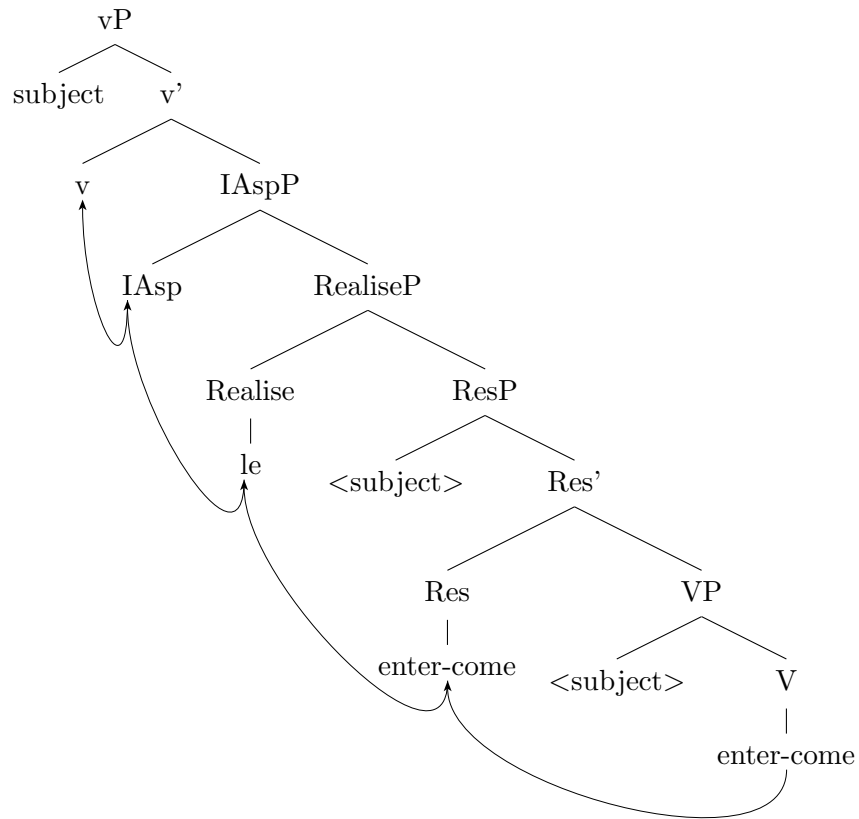 vP
subject v'
v IAspP
IAsp RealiseP
Realise ResP
le
<subject> Res'
Res VP
enter-come
<subject> V
enter-come